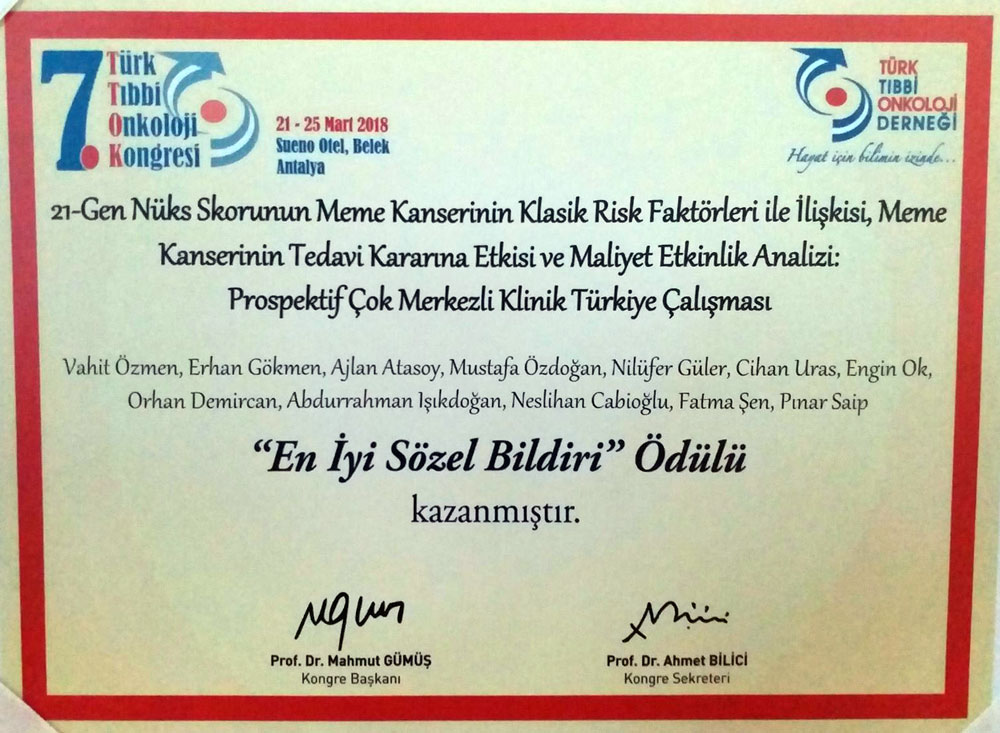 7. Türk
Tıbbi
Onkoloji
Kongresi
21 - 25 Mart 2018
Sueno Otel, Belek
Antalya
TÜRK
TIBBİ
ONKOLOJİ
DERNEĞİ
Hayat için bilimin izinde...
21-Gen Nüks Skorunun Meme Kanserinin Klasik Risk Faktörleri ile İlişkisi, Meme
Kanserinin Tedavi Kararına Etkisi ve Maliyet Etkinlik Analizi:
Prospektif Çok Merkezli Klinik Türkiye Çalışması
Vahit Özmen, Erhan Gökmen, Ajlan Atasoy, Mustafa Özdoğan, Nilüfer Güler, Cihan Uras, Engin Ok,
Orhan Demircan, Abdurrahman Işıkdoğan, Neslihan Cabioğlu, Fatma Şen, Pınar Saip
“En İyi Sözel Bildiri” Ödülü
kazanmıştır.
Prof. Dr. Mahmut GÜMÜŞ
Kongre Başkanı
Prof. Dr. Ahmet BİLİCİ
Kongre Sekreteri